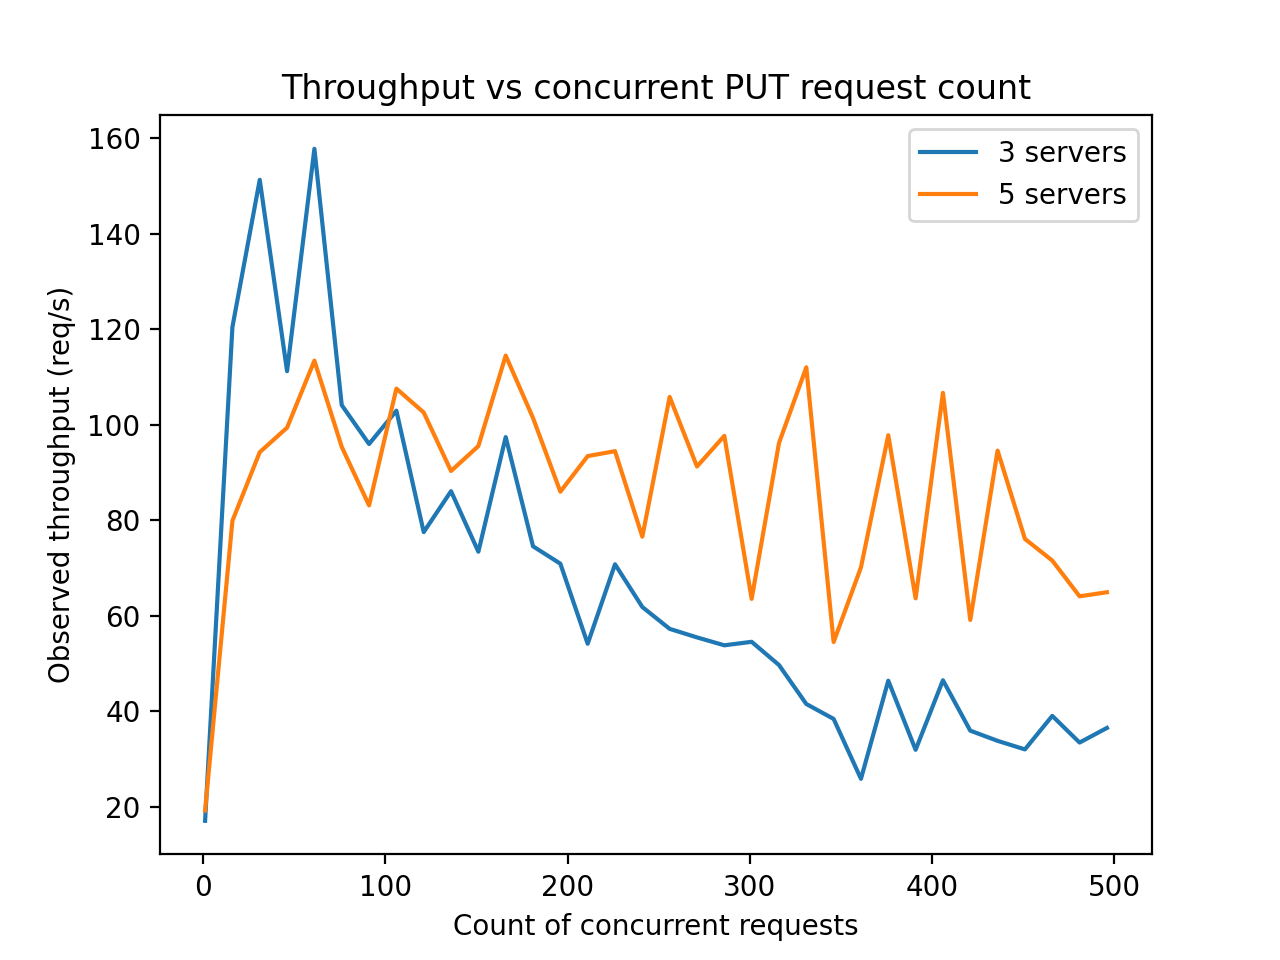 Throughput vs concurrent PUT request count
3 servers
5 servers
Observed throughput (req/s)
160
140
120
100
80
60
40
20
0 100 200 300 400 500
Count of concurrent requests